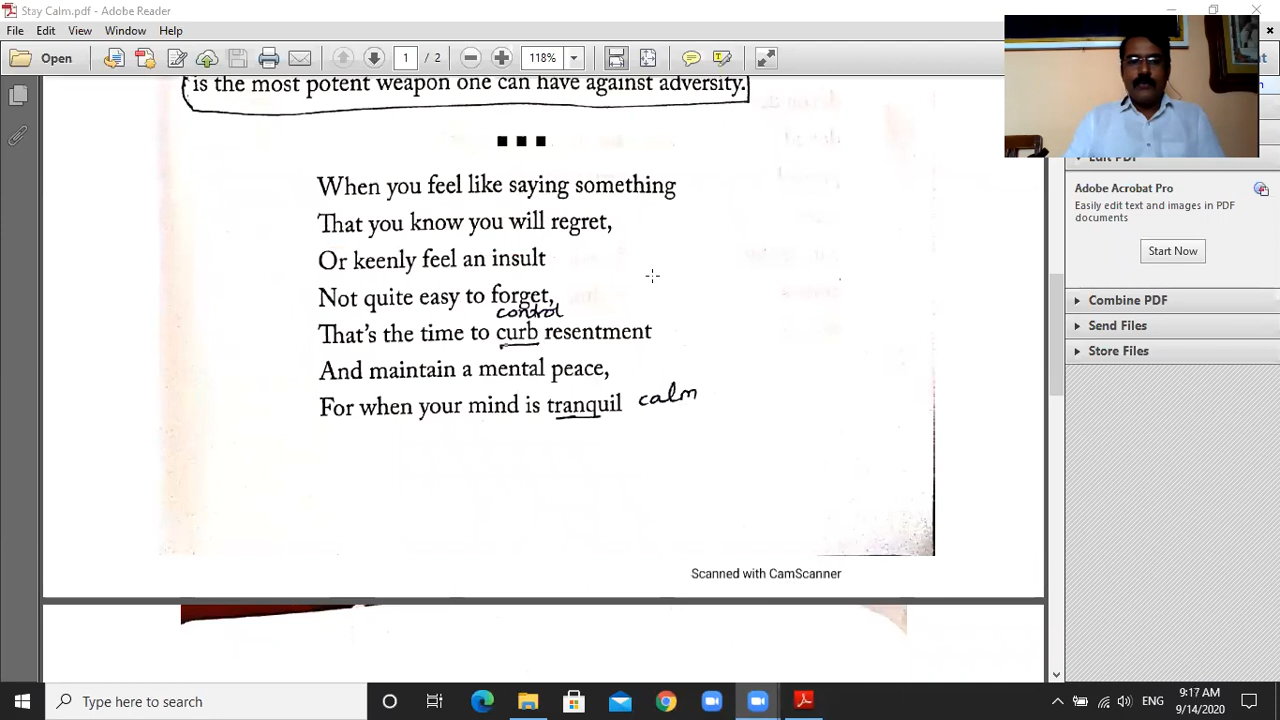 Stay Calm.pdf - Adobe Reader
File Edit View Window Help
Open 1 / 2 118%
is the most potent weapon one can have against adversity.
When you feel like saying something
That you know you will regret,
Or keenly feel an insult
Not quite easy to forget,
control
That's the time to curb resentment
And maintain a mental peace,
For when your mind is tranquil calm
Scanned with CamScanner
Adobe Acrobat Pro
Easily edit text and images in PDF
documents
Start Now
Combine PDF
Send Files
Store Files
Type here to search
ENG
9:17 AM
9/14/2020